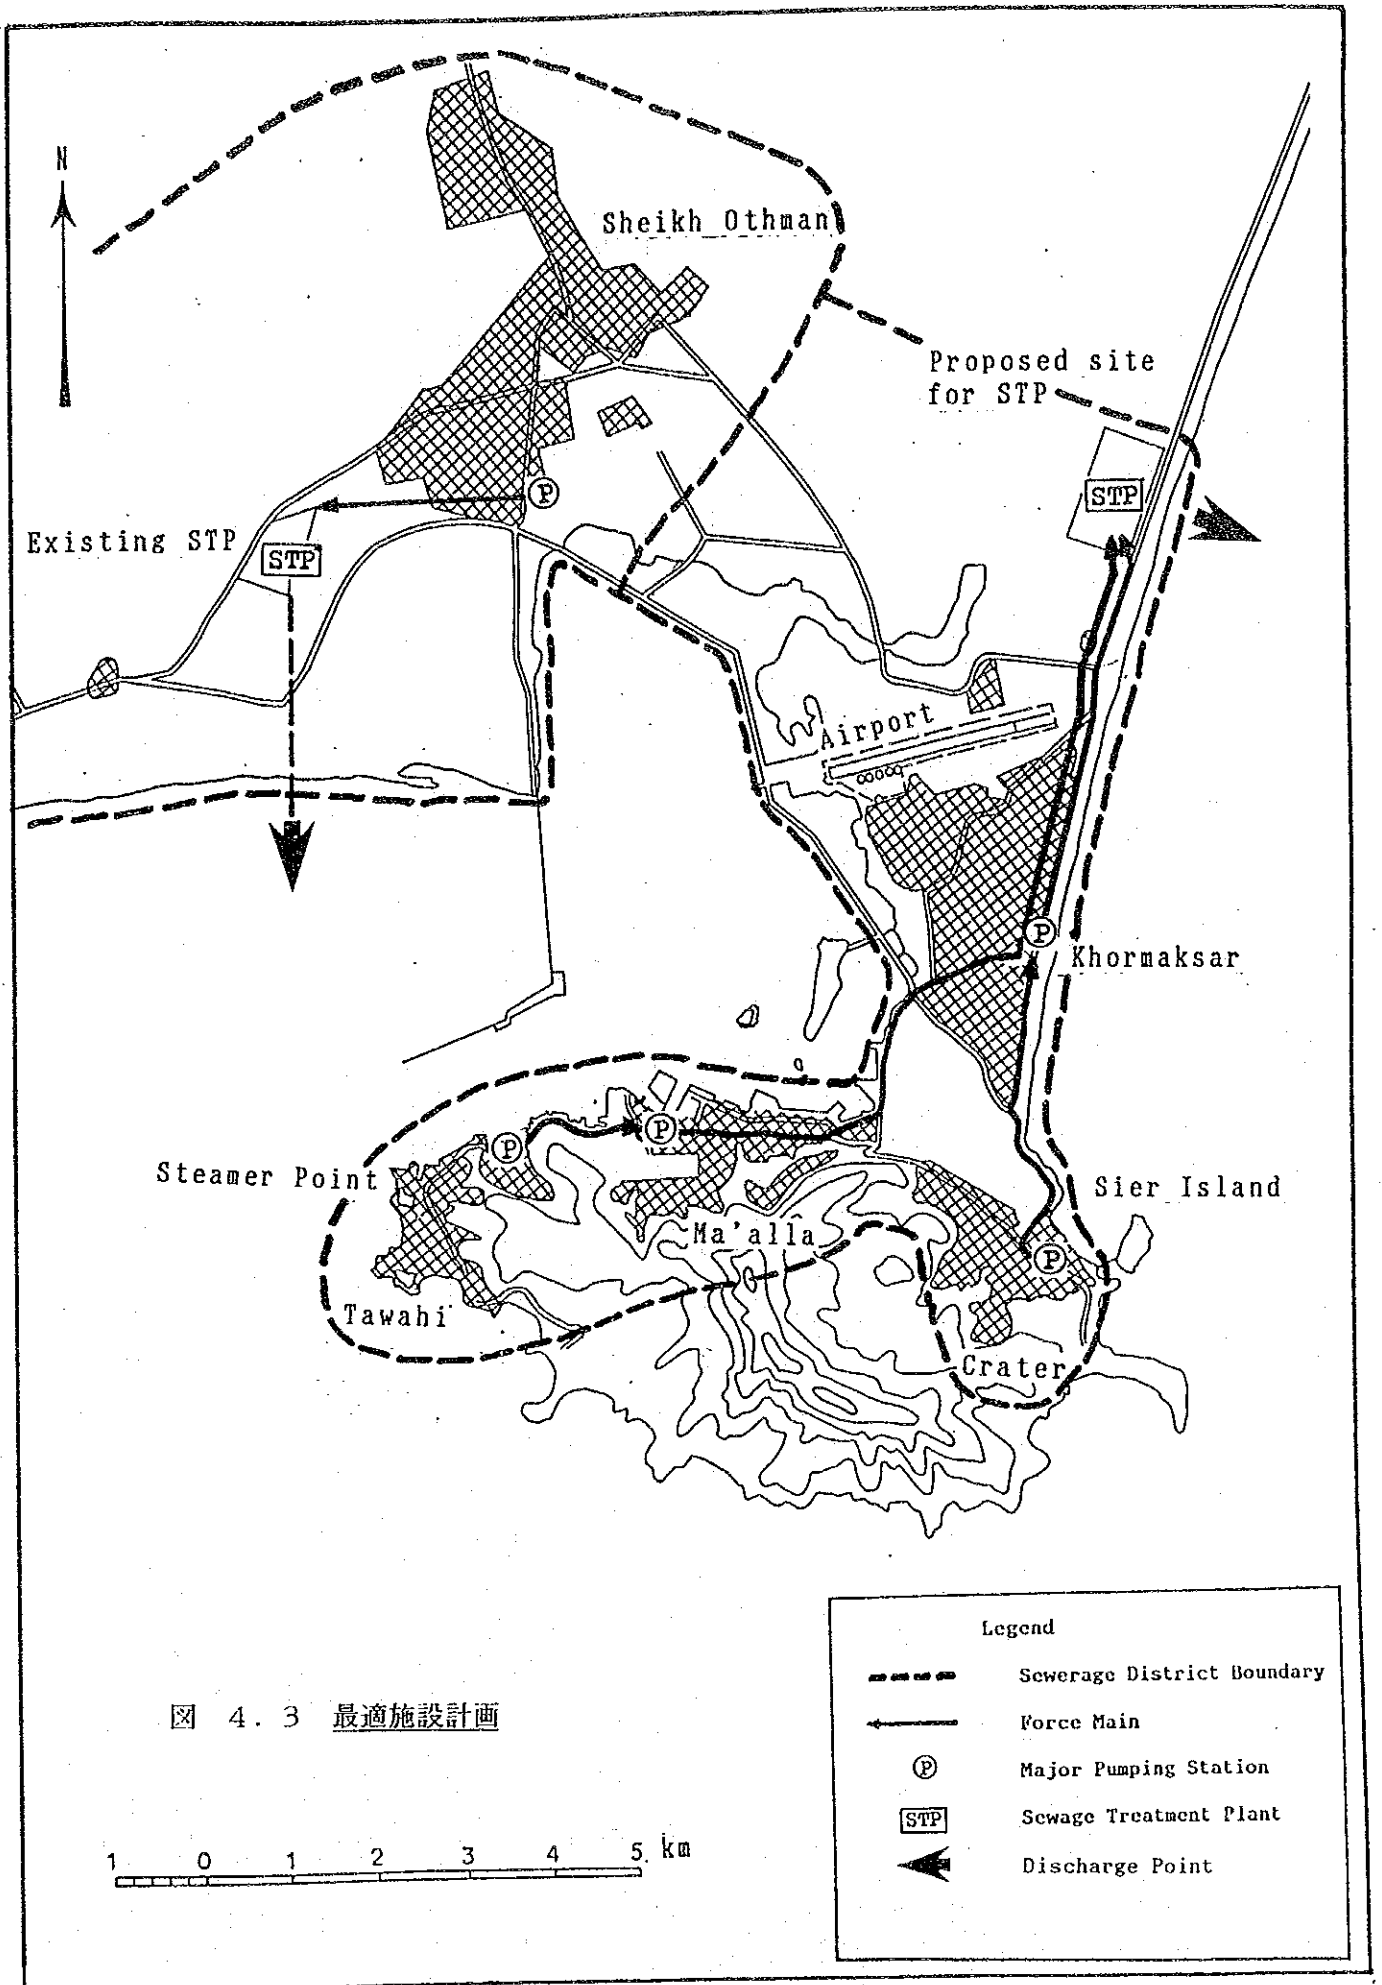 N
Sheikh Othman
Proposed site
for STP
STP
P
Existing STP
STP
Airport
P
Khormaksar
P
P
Steamer Point
Sier Island
Ma'alla
P
Tawahi
Crater
Legend
Sewerage District Boundary
Force Main
P Major Pumping Station
STP Sewage Treatment Plant
Discharge Point
図 4.3 最適施設計画
1 0 1 2 3 4 5 km